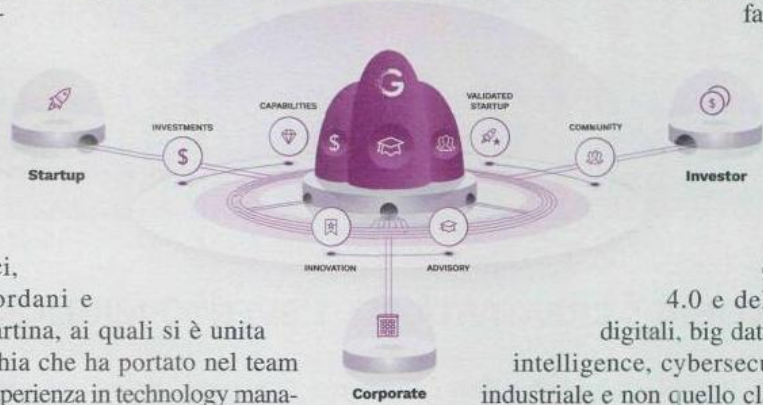 fa
G
CAPABILITIES
VALIDATED
STARTUP
INVESTMENTS
COMMUNITY
$
$
$
Startup
Investor
INNOVATION
ADVISORY
Corporate
ci,
ordani e
artina, ai quali si è unita
chia che ha portato nel team
perienza in technology mana-
4.0 e del
digitali, big dat
intelligence, cybersecu
industriale e non quello cl